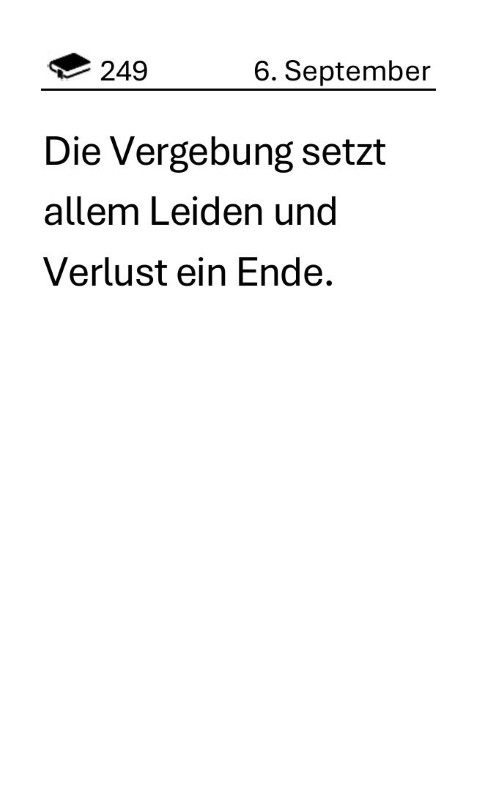 249 6. September
Die Vergebung setzt
allem Leiden und
Verlust ein Ende.